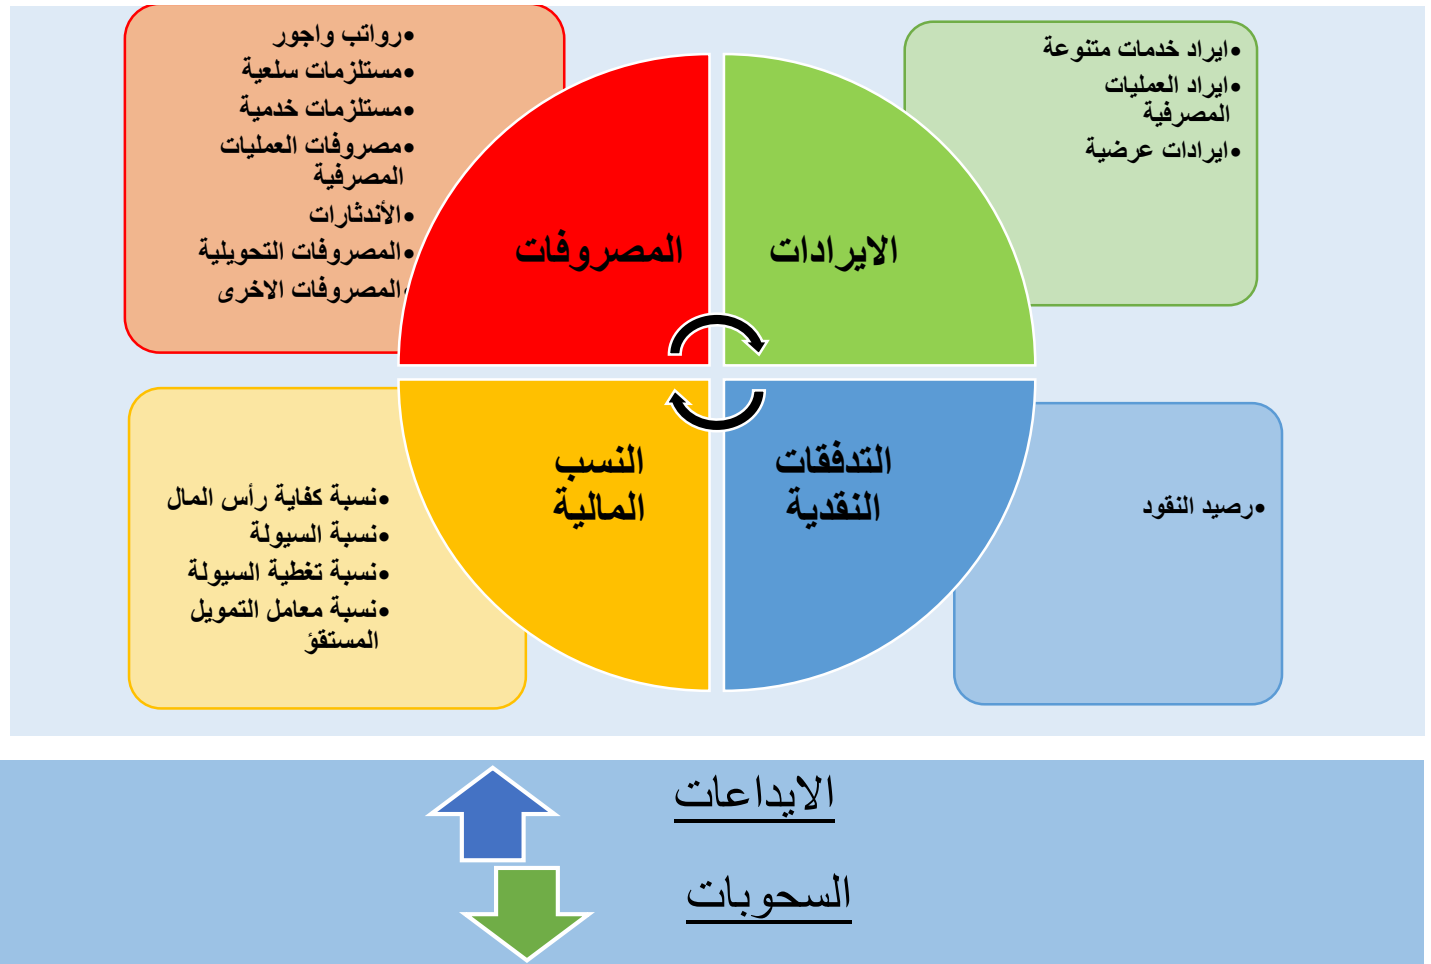 •ايراد خدمات متنوعة
•ايراد العمليات
المصرفية
•ايرادات عرضية
•رواتب واجور
•مستلزمات سلعية
•مستلزمات خدمية
•مصروفات العمليات
المصرفية
•الأندثارات
•المصروفات التحويلية
•المصروفات الاخرى
الايرادات
المصروفات
التدفقات
النقدية
النسب
المالية
•رصيد النقود
•نسبة كفاية رأس المال
•نسبة السيولة
•نسبة تغطية السيولة
•نسبة معامل التمويل
المستقؤ
الايداعات
السحوبات